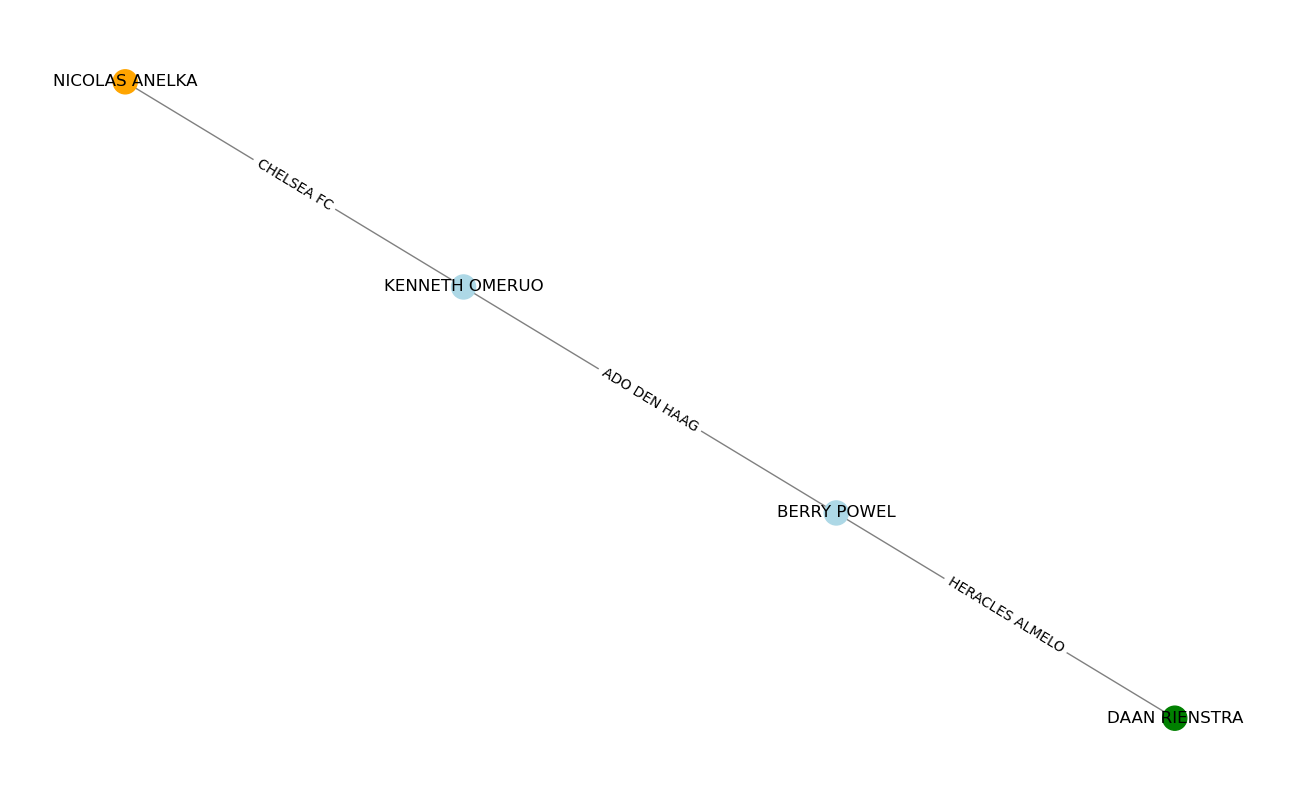 NICOLAS ANELKA
CHELSEA FC
KENNETH OMERUO
ADO DEN HAAG
BERRY POWEL
HERACLES ALMELO
DAAN RIENSTRA